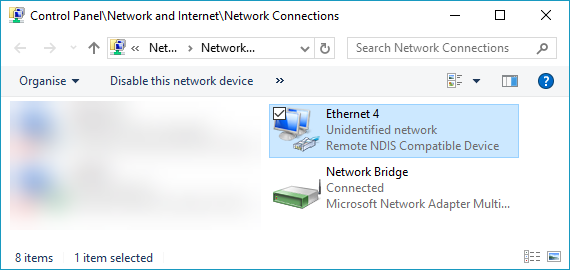 Control Panel\Network and Internet\Network Connections
Net...
Network...
Search Network Connections
Organise
Disable this network device
Ethernet 4
Unidentified network
Remote NDIS Compatible Device
Network Bridge
Connected
Microsoft Network Adapter Multi...
8 items
1 item selected